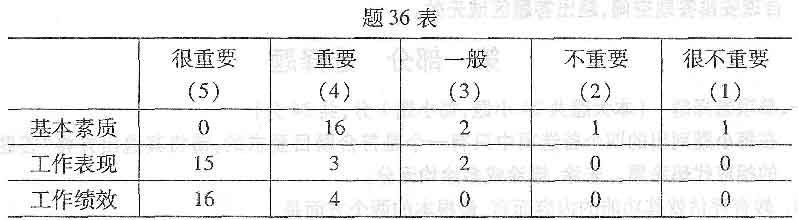 题36表
很重要 重要 一般 不重要 很不重要
（5） （4） （3） （2） （1）
基本素质 0 16 2 1 1
工作表现 15 3 2 0 0
工作绩效 16 4 0 0 0